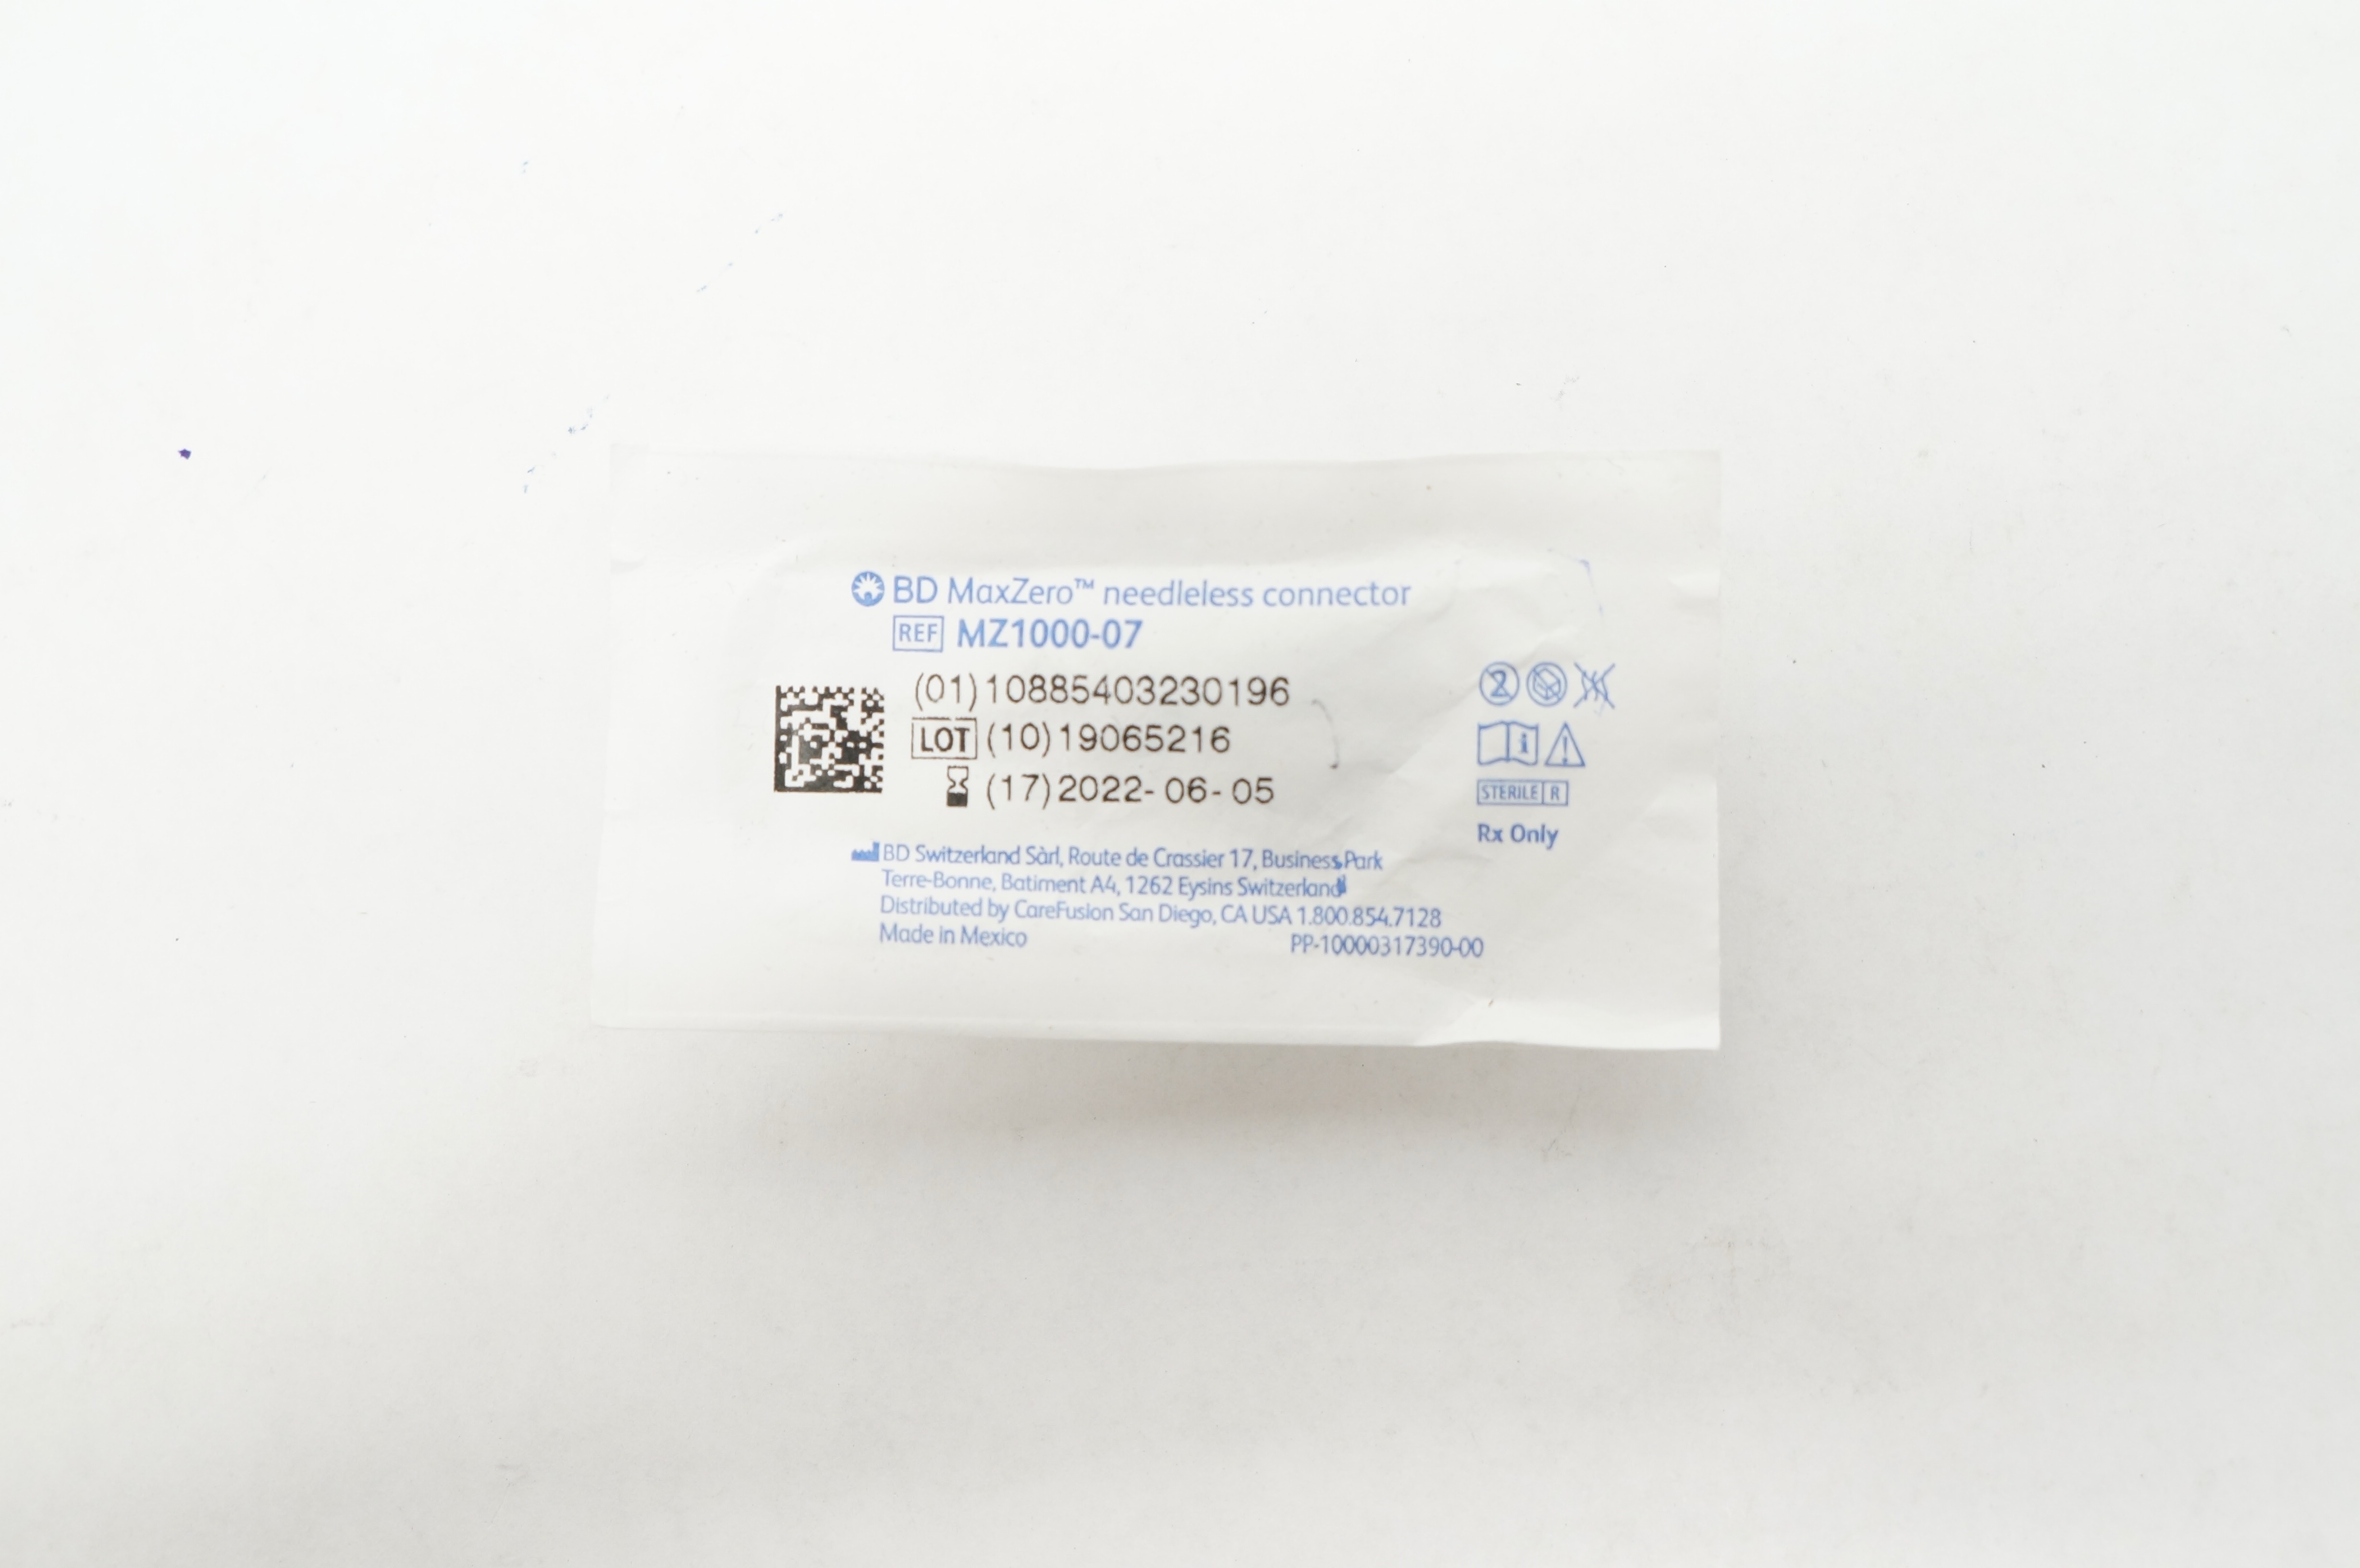 BD MaxZero™ needleless connector
REF MZ1000-07
(01)10885403230196
LOT (10)19065216
(17)2022-06-05
2
i
STERILE R
Rx Only
BD Switzerland Sàrl, Route de Crassier 17, Business Park
Terre-Bonne, Batiment A4, 1262 Eysins Switzerland
Distributed by CareFusion San Diego, CA USA 1.800.854.7128
Made in Mexico PP-10000317390-00